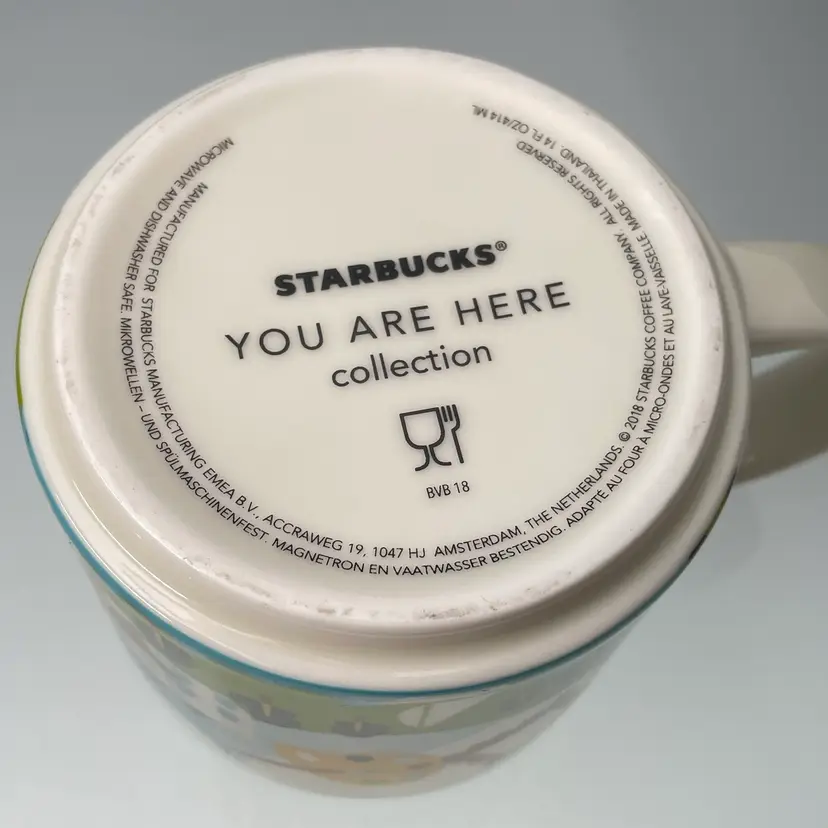 STARBUCKS®
YOU ARE HERE
collection
BVB 18
MANUFACTURED FOR STARBUCKS MANUFACTURING EMEA B.V., ACCRAWEG 19, 1047 HJ AMSTERDAM, THE NETHERLANDS. © 2018 STARBUCKS COFFEE COMPANY. ALL RIGHTS RESERVED
MICROWAVE AND DISHWASHER SAFE. MIKROWELLEN - UND SPÜLMASCHINENFEST. MAGNETRON EN VAATWASSER BESTENDIG. ADAPTE AU FOUR À MICRO-ONDES ET AU LAVE-VAISSELLE MADE IN THAILAND. 14 FL OZ/414 ML